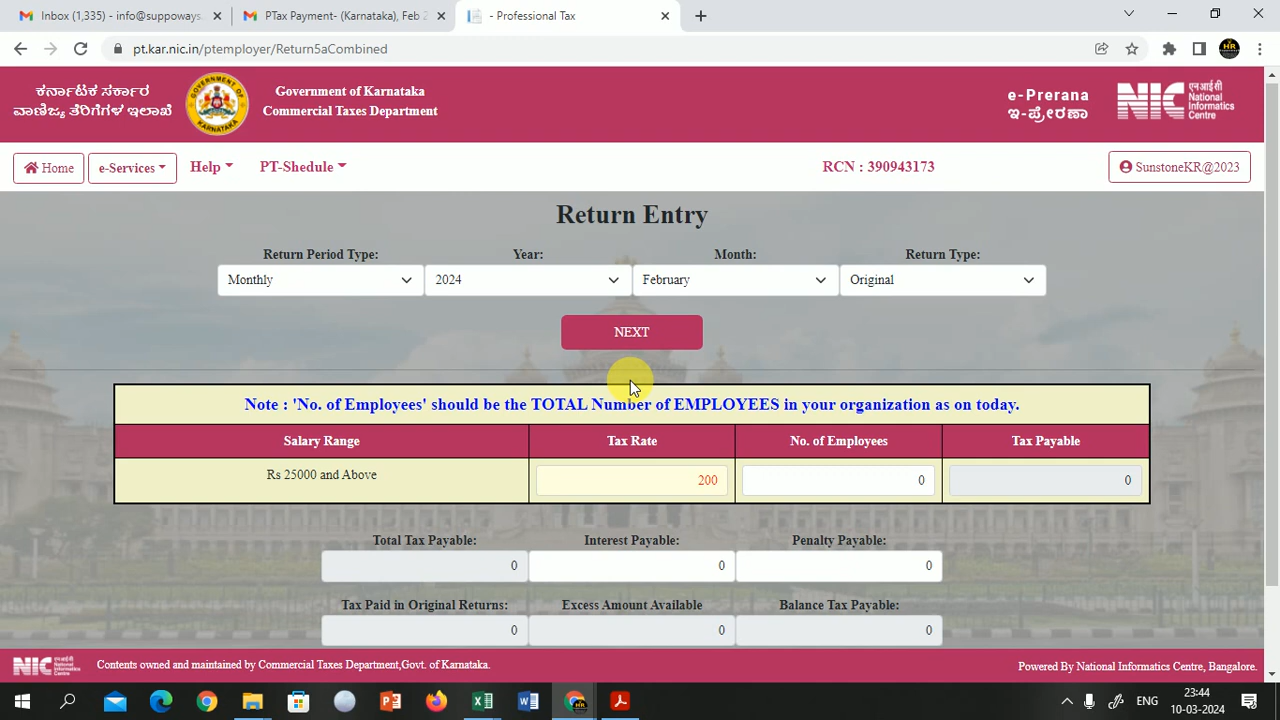 Inbox (1,335) - info@suppoways
PTax Payment- (Karnataka), Feb 2
- Professional Tax
pt.kar.nic.in/ptemployer/Return5aCombined
ಕರ್ನಾಟಕ ಸರ್ಕಾರ
ವಾಣಿಜ್ಯ ತೆರಿಗೆಗಳ ಇಲಾಖೆ
Government of Karnataka
Commercial Taxes Department
e-Prerana
ಇ-ಪ್ರೇರಣಾ
NIC एनआईसी
National
Informatics
Centre
Home
e-Services
Help
PT-Shedule
RCN : 390943173
SunstoneKR@2023
Return Entry
Return Period Type: Year: Month: Return Type:
Monthly 2024 February Original
NEXT
Note : 'No. of Employees' should be the TOTAL Number of EMPLOYEES in your organization as on today.
Salary Range Tax Rate No. of Employees Tax Payable
Rs 25000 and Above 200 0 0
Total Tax Payable: Interest Payable: Penalty Payable:
0 0 0
Tax Paid in Original Returns: Excess Amount Available Balance Tax Payable:
0 0 0
NIC
Contents owned and maintained by Commercial Taxes Department,Govt. of Karnataka.
Powered By National Informatics Centre, Bangalore.
ENG
23:44
10-03-2024